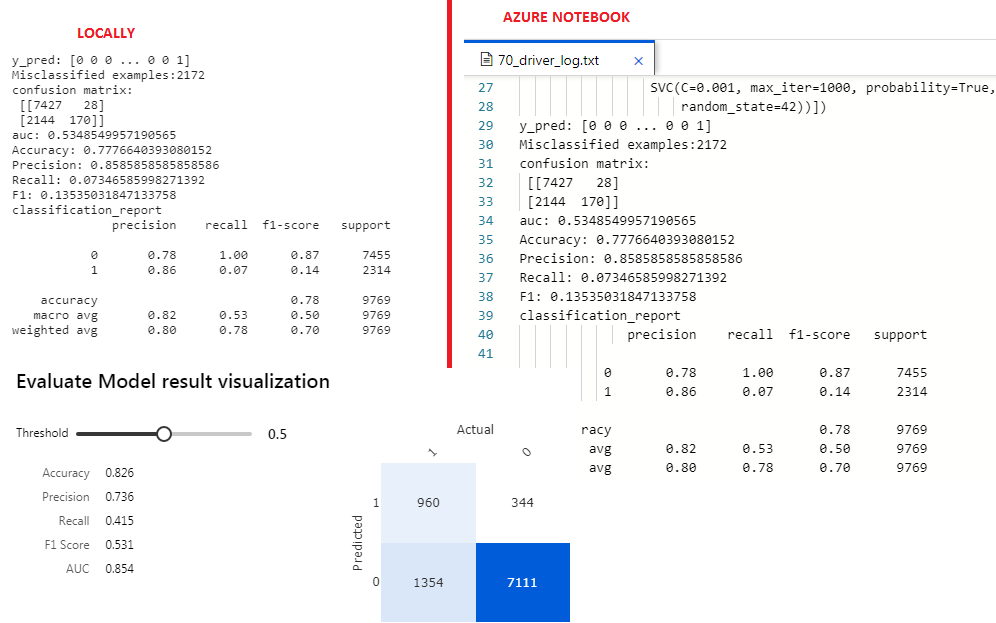 LOCALLY
y_pred: [0 0 0 ... 0 0 1]
Misclassified examples:2172
confusion matrix:
[[7427   28]
[2144  170]]
auc: 0.5348549957190565
Accuracy: 0.7776640393080152
Precision: 0.8585858585858586
Recall: 0.07346585998271392
F1: 0.13535031847133758
classification_report
precision    recall  f1-score   support
0       0.78      1.00      0.87      7455
1       0.86      0.07      0.14      2314
accuracy                           0.78      9769
macro avg       0.82      0.53      0.50      9769
weighted avg       0.80      0.78      0.70      9769
AZURE NOTEBOOK
70_driver_log.txt ×
27 SVC(C=0.001, max_iter=1000, probability=True,
28 random_state=42))])
29 y_pred: [0 0 0 ... 0 0 1]
30 Misclassified examples:2172
31 confusion matrix:
32 [[7427   28]
33 [2144  170]]
34 auc: 0.5348549957190565
35 Accuracy: 0.7776640393080152
36 Precision: 0.8585858585858586
37 Recall: 0.07346585998271392
38 F1: 0.13535031847133758
39 classification_report
40 precision    recall  f1-score   support
41
0       0.78      1.00      0.87      7455
1       0.86      0.07      0.14      2314
racy                           0.78      9769
avg       0.82      0.53      0.50      9769
avg       0.80      0.78      0.70      9769
Evaluate Model result visualization
Threshold 0.5
Accuracy 0.826
Precision 0.736
Recall 0.415
F1 Score 0.531
AUC 0.854
Actual
1 0
Predicted
1 960 344
0 1354 7111